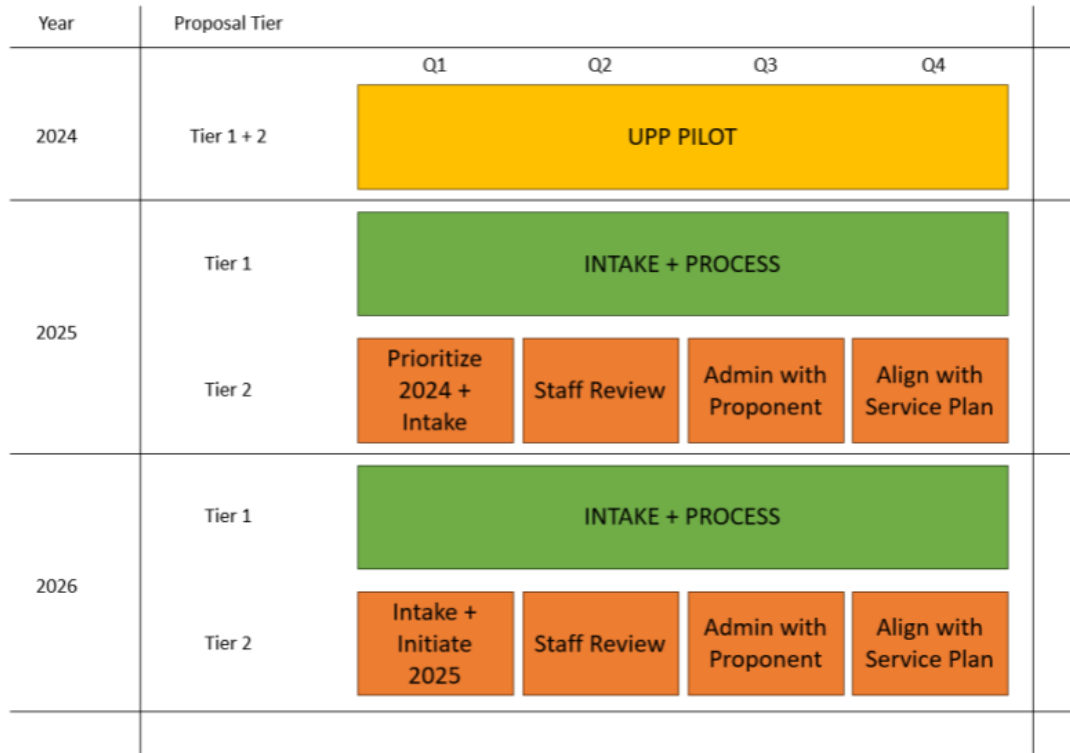 Year
Proposal Tier
Q1 Q2 Q3 Q4
2024
Tier 1 + 2
UPP PILOT
2025
Tier 1
INTAKE + PROCESS
Tier 2
Prioritize
2024 +
Intake
Staff Review
Admin with
Proponent
Align with
Service Plan
2026
Tier 1
INTAKE + PROCESS
Tier 2
Intake +
Initiate
2025
Staff Review
Admin with
Proponent
Align with
Service Plan